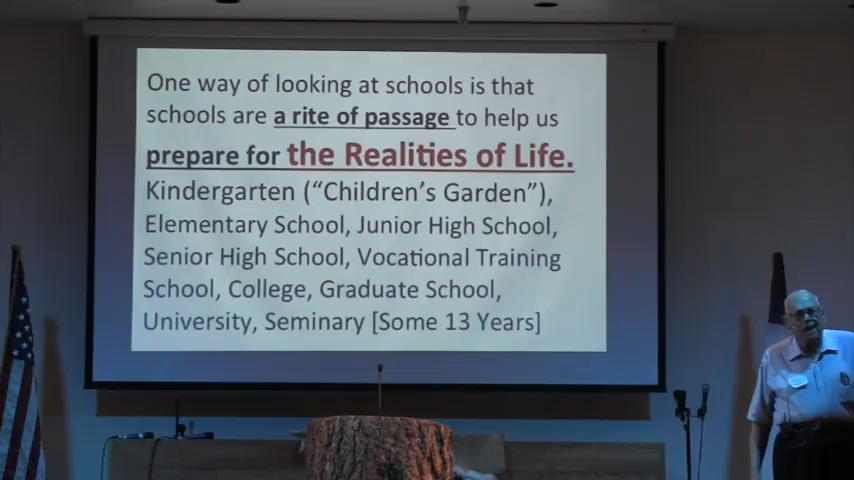 One way of looking at schools is that
schools are a rite of passage to help us
prepare for the Realities of Life.
Kindergarten (“Children’s Garden”),
Elementary School, Junior High School,
Senior High School, Vocational Training
School, College, Graduate School,
University, Seminary [Some 13 Years]